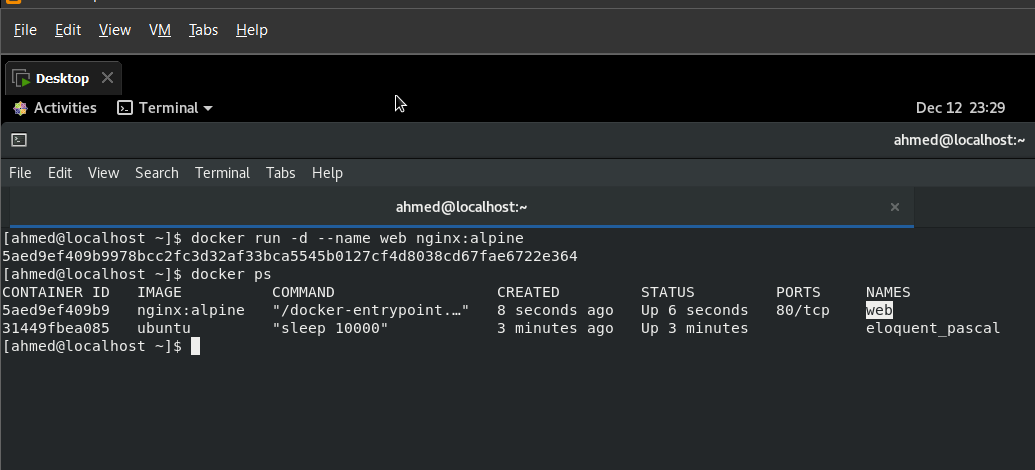 File Edit View VM Tabs Help
Desktop
Activities Terminal Dec 12 23:29
ahmed@localhost:~
File Edit View Search Terminal Tabs Help
ahmed@localhost:~
[ahmed@localhost ~]$ docker run -d --name web nginx:alpine
5aed9ef409b9978bcc2fc3d32af33bca5545b0127cf4d8038cd67fae6722e364
[ahmed@localhost ~]$ docker ps
CONTAINER ID   IMAGE          COMMAND                  CREATED         STATUS         PORTS     NAMES
5aed9ef409b9   nginx:alpine   "/docker-entrypoint.…"   8 seconds ago   Up 6 seconds   80/tcp    web
31449fbea085   ubuntu         "sleep 10000"            3 minutes ago   Up 3 minutes             eloquent_pascal
[ahmed@localhost ~]$